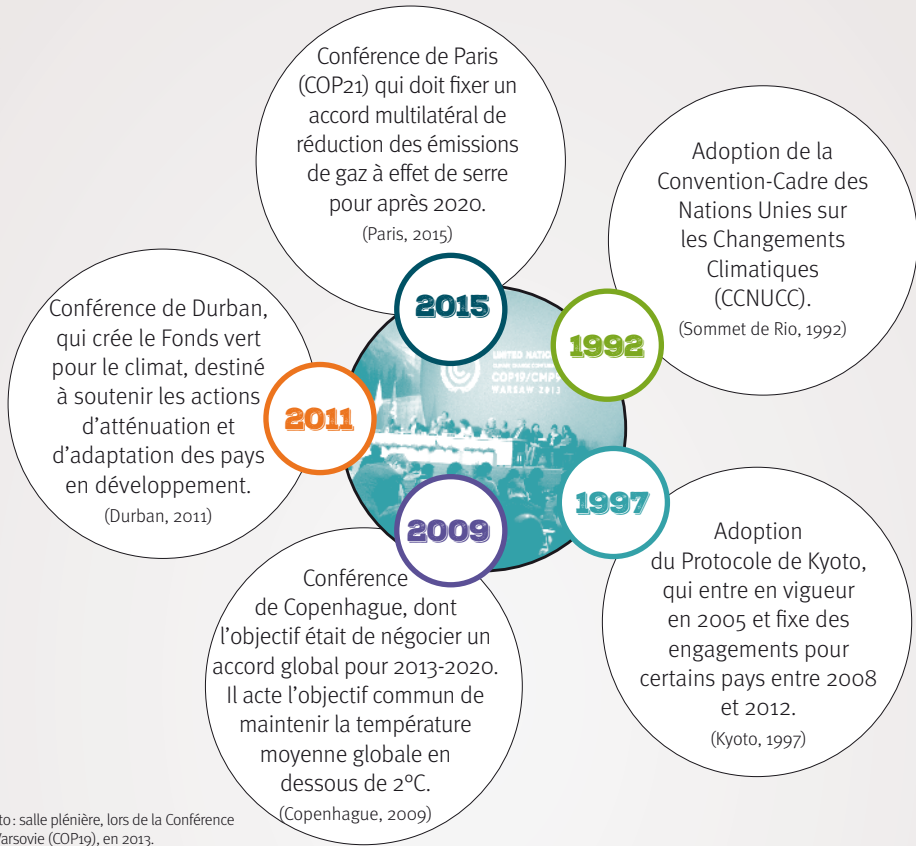 Conférence de Paris
(COP21) qui doit fixer un
accord multilatéral de
réduction des émissions
de gaz à effet de serre
pour après 2020.
(Paris, 2015)
2015
Adoption de la
Convention-Cadre des
Nations Unies sur
les Changements
Climatiques
(CCNUCC).
(Sommet de Rio, 1992)
1992
Adoption
du Protocole de Kyoto,
qui entre en vigueur
en 2005 et fixe des
engagements pour
certains pays entre 2008
et 2012.
(Kyoto, 1997)
1997
2009
Conférence
de Copenhague, dont
l’objectif était de négocier un
accord global pour 2013-2020.
Il acte l’objectif commun de
maintenir la température
moyenne globale en
dessous de 2°C.
(Copenhague, 2009)
Conférence de Durban,
qui crée le Fonds vert
pour le climat, destiné
à soutenir les actions
d’atténuation et
d’adaptation des pays
en développement.
(Durban, 2011)
2011
UNITED NATIO
COP19/CMP9
WARSAW 2013
to : salle plénière, lors de la Conférence
Varsovie (COP19), en 2013.